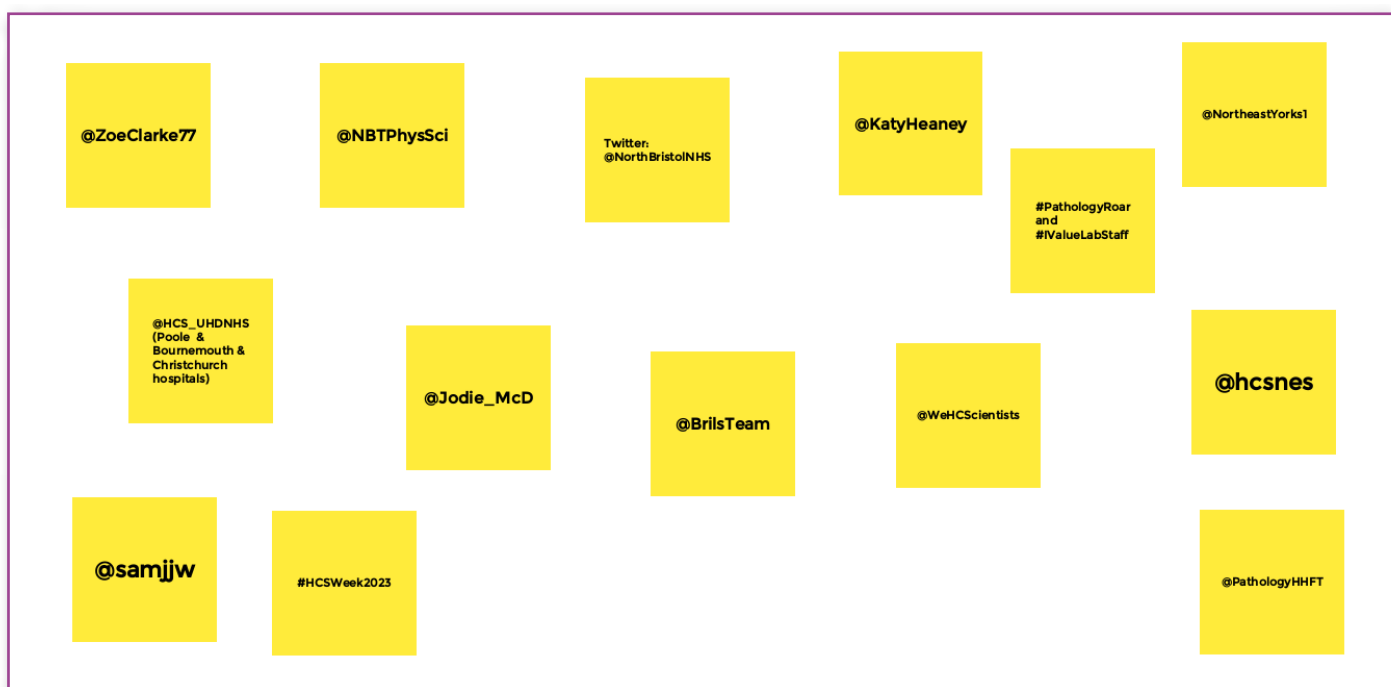 @ZoeClarke77
@NBTPhysSci
Twitter:
@NorthBristolNHS
@KatyHeaney
@NortheastYorks1
#PathologyRoar
and
#IValueLabStaff
@HCS_UHDNHS
(Poole &
Bournemouth &
Christchurch
hospitals)
@Jodie_McD
@BrilsTeam
@WeHCScientists
@hcsnes
@samjjw
#HCSWeek2023
@PathologyHHFT